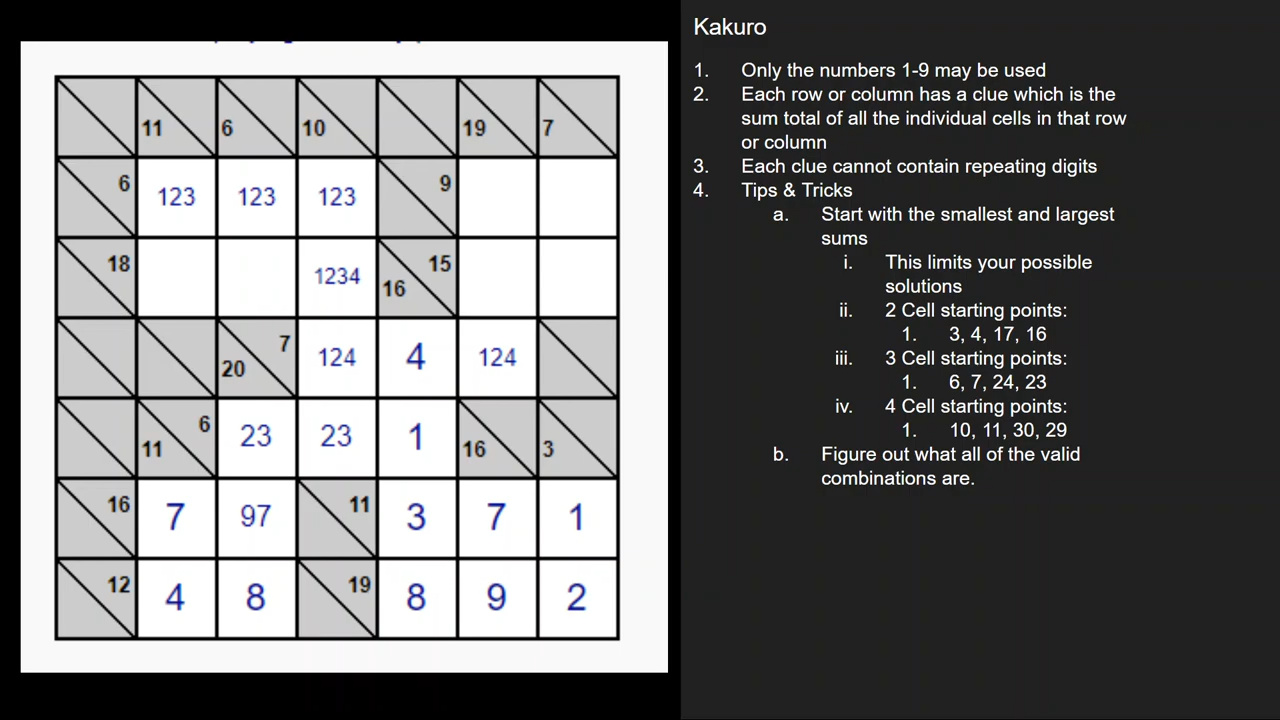 11 6 10 19 7
6 123 123 123 9
18 1234 16 15
20 7 124 4 124
11 6 23 23 1 16 3
16 7 97 11 3 7 1
12 4 8 19 8 9 2
Kakuro
1. Only the numbers 1-9 may be used
2. Each row or column has a clue which is the
sum total of all the individual cells in that row
or column
3. Each clue cannot contain repeating digits
4. Tips & Tricks
a. Start with the smallest and largest
sums
i. This limits your possible
solutions
ii. 2 Cell starting points:
1. 3, 4, 17, 16
iii. 3 Cell starting points:
1. 6, 7, 24, 23
iv. 4 Cell starting points:
1. 10, 11, 30, 29
b. Figure out what all of the valid
combinations are.